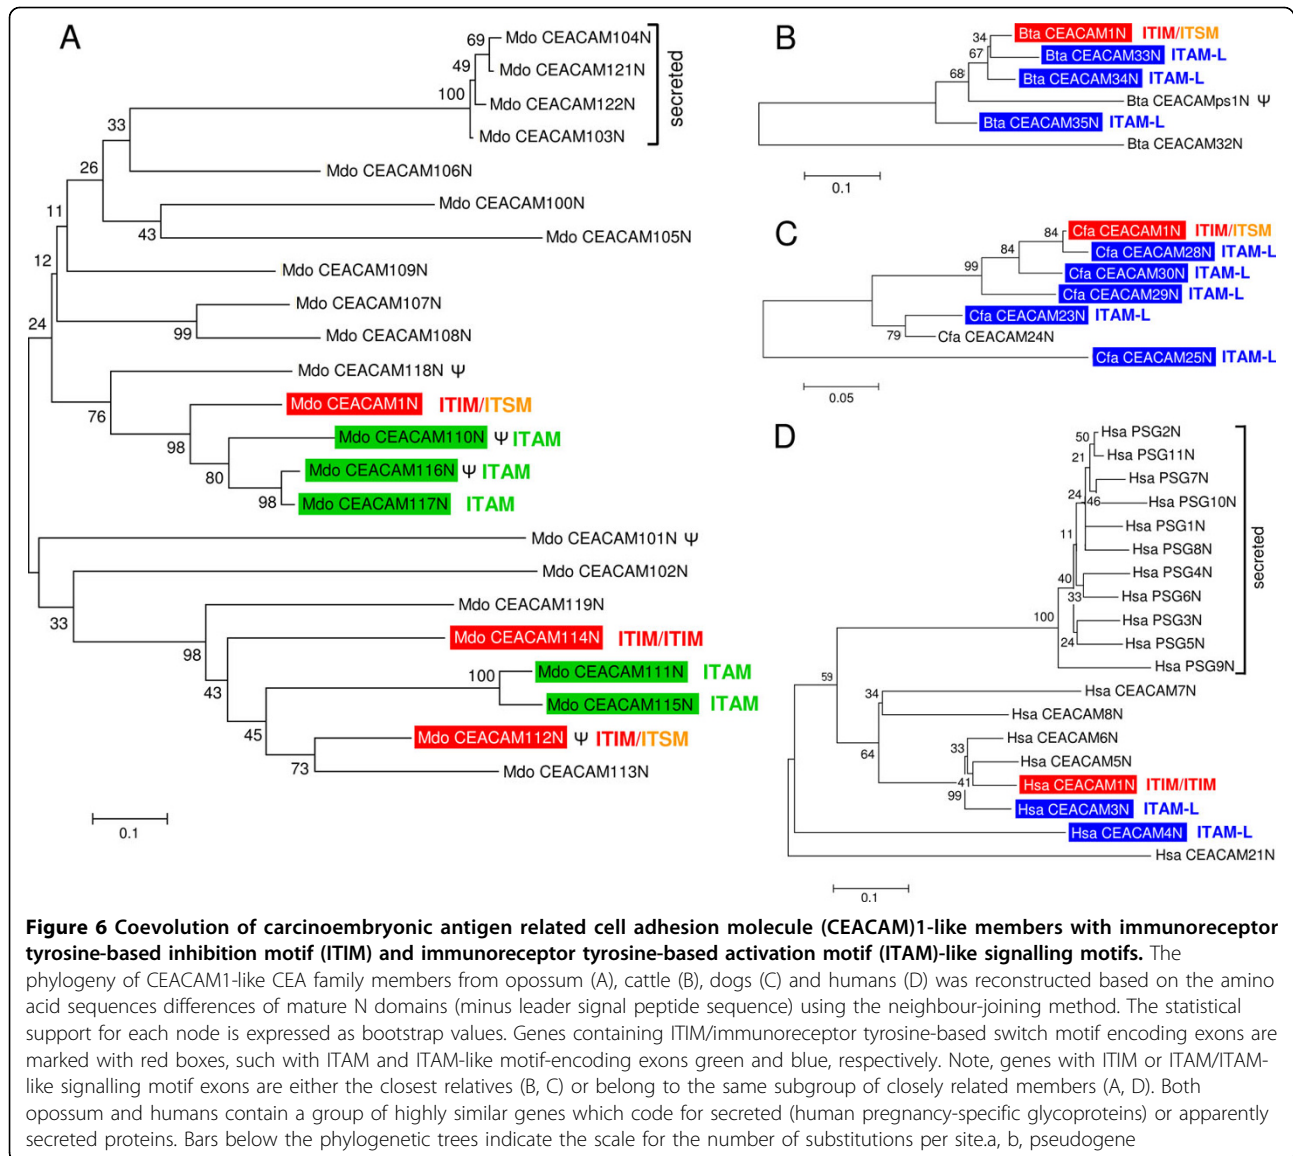 A
69
Mdo CEACAM104N
49
Mdo CEACAM121N
100
Mdo CEACAM122N
Mdo CEACAM103N
secreted
33
Mdo CEACAM106N
26
Mdo CEACAM100N
43
Mdo CEACAM105N
11
Mdo CEACAM109N
12
Mdo CEACAM107N
99
Mdo CEACAM108N
24
Mdo CEACAM118N Ψ
76
Mdo CEACAM1N ITIM/ITSM
98
Mdo CEACAM110N Ψ ITAM
80
Mdo CEACAM116N Ψ ITAM
98
Mdo CEACAM117N ITAM
Mdo CEACAM101N Ψ
Mdo CEACAM102N
33
Mdo CEACAM119N
98
Mdo CEACAM114N ITIM/ITIM
43
100
Mdo CEACAM111N ITAM
Mdo CEACAM115N ITAM
45
Mdo CEACAM112N Ψ ITIM/ITSM
73
Mdo CEACAM113N
0.1
B
34
Bta CEACAM1N ITIM/ITSM
67
Bta CEACAM33N ITAM-L
68
Bta CEACAM34N ITAM-L
Bta CEACAMps1N Ψ
Bta CEACAM35N ITAM-L
Bta CEACAM32N
0.1
C
84
Cfa CEACAM1N ITIM/ITSM
84
Cfa CEACAM28N ITAM-L
99
Cfa CEACAM30N ITAM-L
Cfa CEACAM29N ITAM-L
Cfa CEACAM23N ITAM-L
79
Cfa CEACAM24N
Cfa CEACAM25N ITAM-L
0.05
D
50
Hsa PSG2N
21
Hsa PSG11N
Hsa PSG7N
24
46
Hsa PSG10N
Hsa PSG1N
11
Hsa PSG8N
40
Hsa PSG4N
33
Hsa PSG6N
100
Hsa PSG3N
24
Hsa PSG5N
Hsa PSG9N
secreted
59
34
Hsa CEACAM7N
Hsa CEACAM8N
64
33
Hsa CEACAM6N
Hsa CEACAM5N
41
Hsa CEACAM1N ITIM/ITIM
99
Hsa CEACAM3N ITAM-L
Hsa CEACAM4N ITAM-L
Hsa CEACAM21N
0.1
Figure 6 Coevolution of carcinoembryonic antigen related cell adhesion molecule (CEACAM)1-like members with immunoreceptor
tyrosine-based inhibition motif (ITIM) and immunoreceptor tyrosine-based activation motif (ITAM)-like signalling motifs. The
phylogeny of CEACAM1-like CEA family members from opossum (A), cattle (B), dogs (C) and humans (D) was reconstructed based on the amino
acid sequences differences of mature N domains (minus leader signal peptide sequence) using the neighbour-joining method. The statistical
support for each node is expressed as bootstrap values. Genes containing ITIM/immunoreceptor tyrosine-based switch motif encoding exons are
marked with red boxes, such with ITAM and ITAM-like motif-encoding exons green and blue, respectively. Note, genes with ITIM or ITAM/ITAM-
like signalling motif exons are either the closest relatives (B, C) or belong to the same subgroup of closely related members (A, D). Both
opossum and humans contain a group of highly similar genes which code for secreted (human pregnancy-specific glycoproteins) or apparently
secreted proteins. Bars below the phylogenetic trees indicate the scale for the number of substitutions per site.a, b, pseudogene